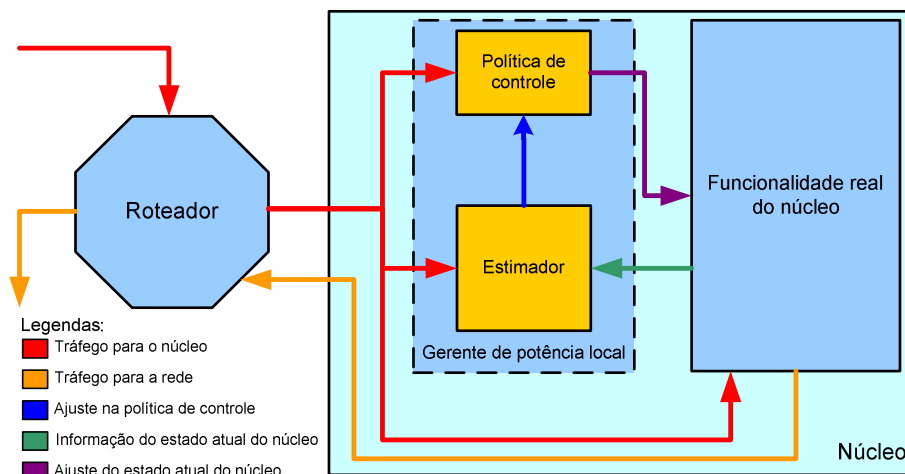 Política de
controle
Roteador
Funcionalidade real
do núcleo
Estimador
Gerente de potência local
Legendas:
Tráfego para o núcleo
Tráfego para a rede
Ajuste na política de controle
Informação do estado atual do núcleo
Ajuste do estado atual do núcleo
Núcleo